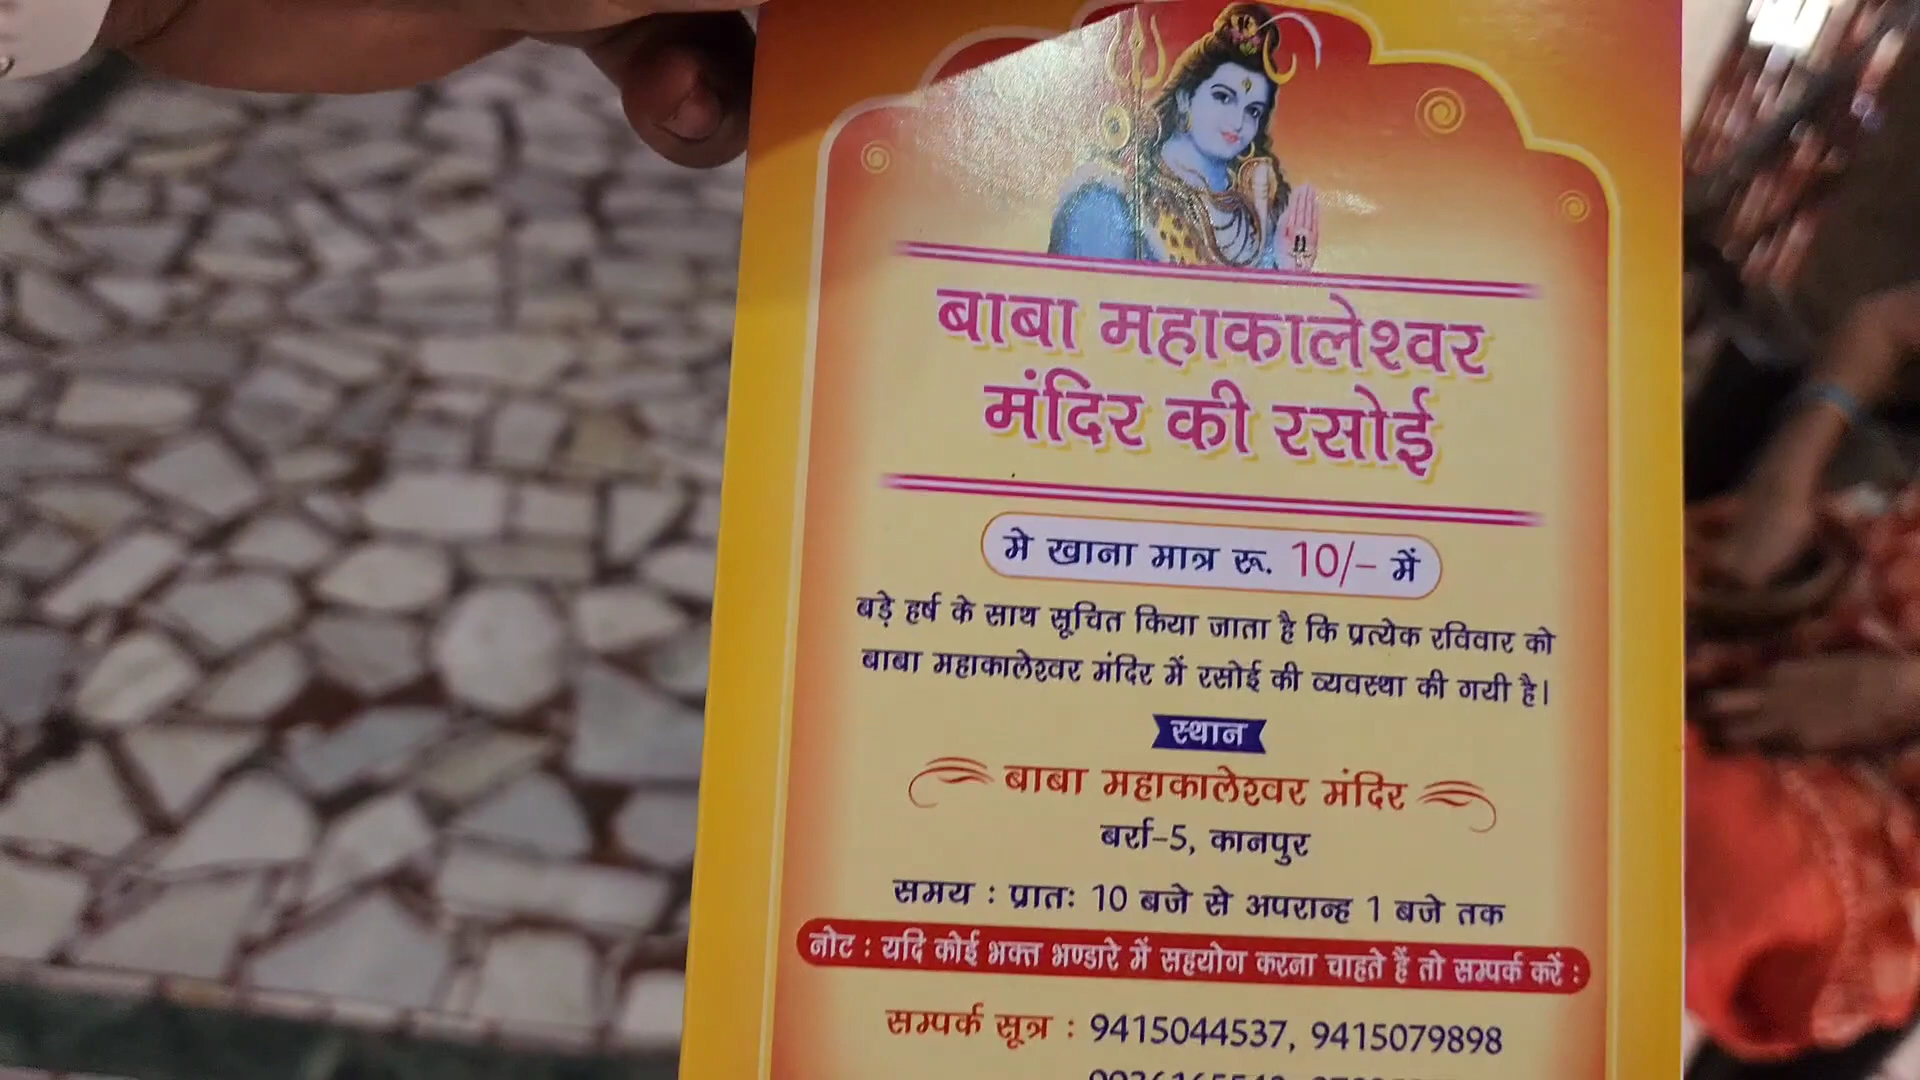 बाबा महाकालेश्वर
मंदिर की रसोई
मे खाना मात्र रू. 10/- में
बड़े हर्ष के साथ सूचित किया जाता है कि प्रत्येक रविवार को
बाबा महाकालेश्वर मंदिर में रसोई की व्यवस्था की गयी है।
स्थान
बाबा महाकालेश्वर मंदिर
बर्रा-5, कानपुर
समय : प्रातः 10 बजे से अपरान्ह 1 बजे तक
नोट : यदि कोई भक्त भण्डारे में सहयोग करना चाहते हैं तो सम्पर्क करें :
सम्पर्क सूत्र : 9415044537, 9415079898